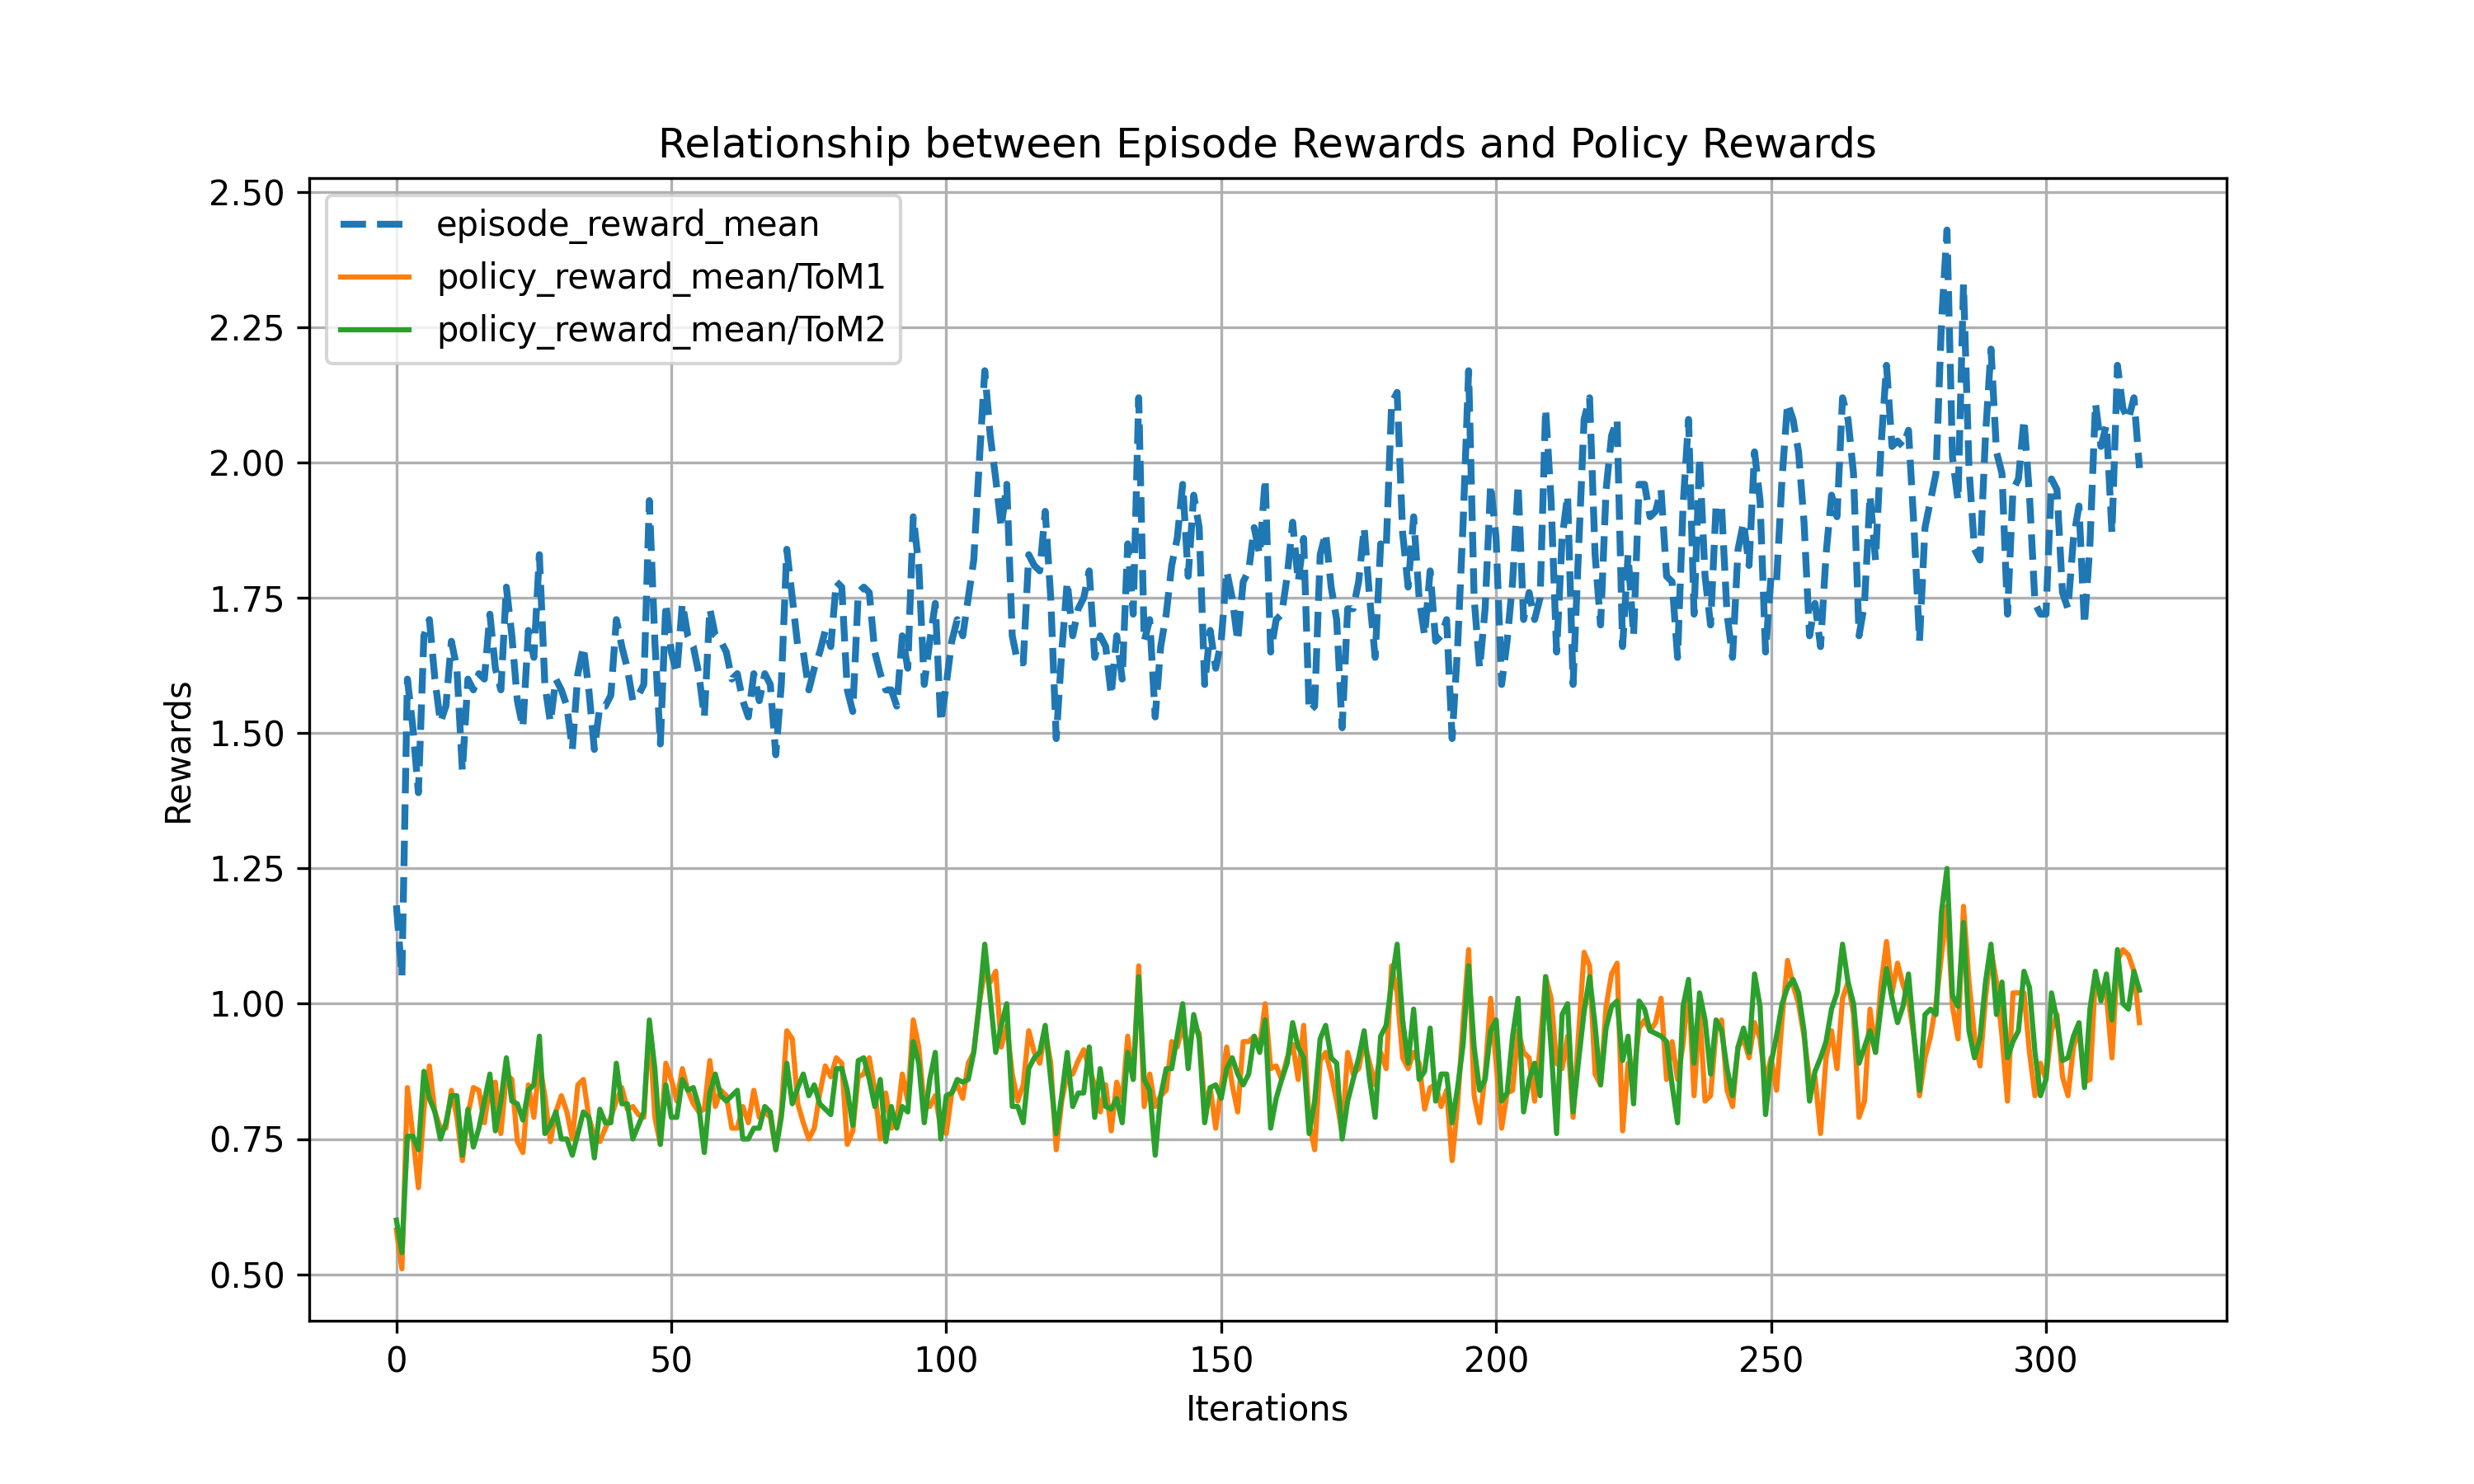 Relationship between Episode Rewards and Policy Rewards
2.50
2.25
2.00
1.75
1.50
1.25
1.00
0.75
0.50
Rewards
episode_reward_mean
policy_reward_mean/ToM1
policy_reward_mean/ToM2
0 50 100 150 200 250 300
Iterations